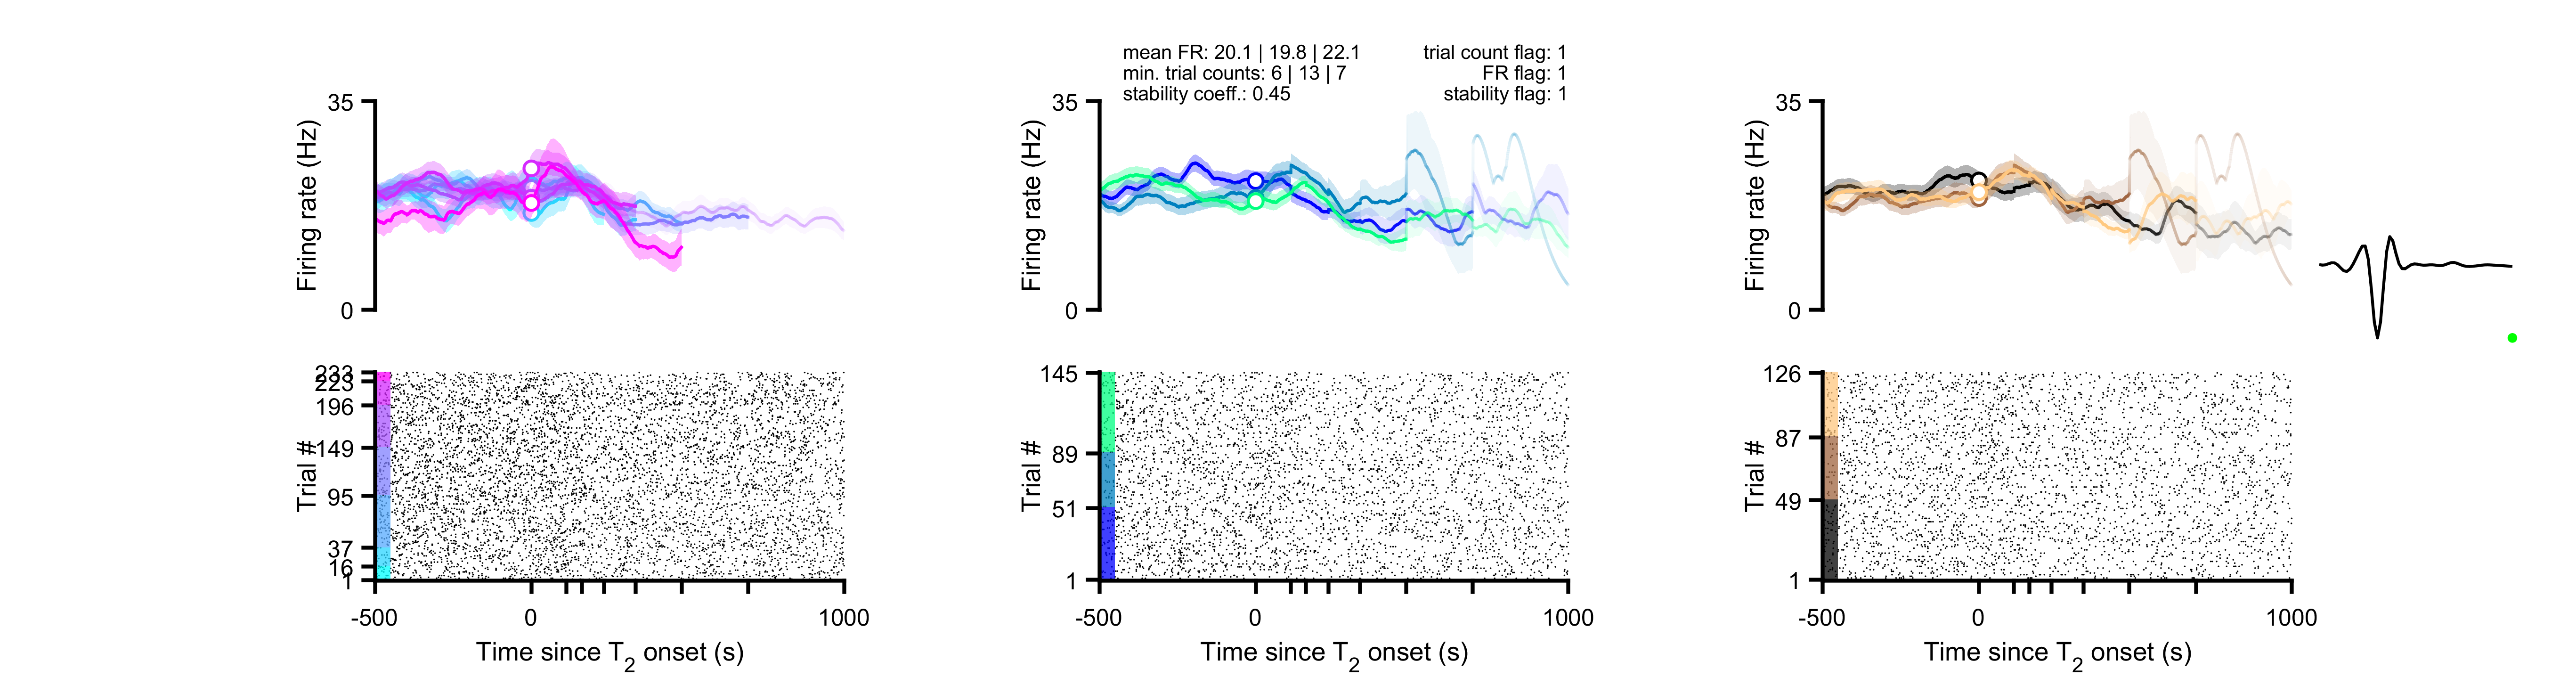 mean FR: 20.1 | 19.8 | 22.1
min. trial counts: 6 | 13 | 7
stability coeff.: 0.45
trial count flag: 1
FR flag: 1
stability flag: 1
35
Firing rate (Hz)
0
233
223
196
149
95
37
16
1
Trial #
-500
0
1000
Time since T2 onset (s)
35
Firing rate (Hz)
0
145
89
51
1
Trial #
-500
0
1000
Time since T2 onset (s)
35
Firing rate (Hz)
0
126
87
49
1
Trial #
-500
0
1000
Time since T2 onset (s)